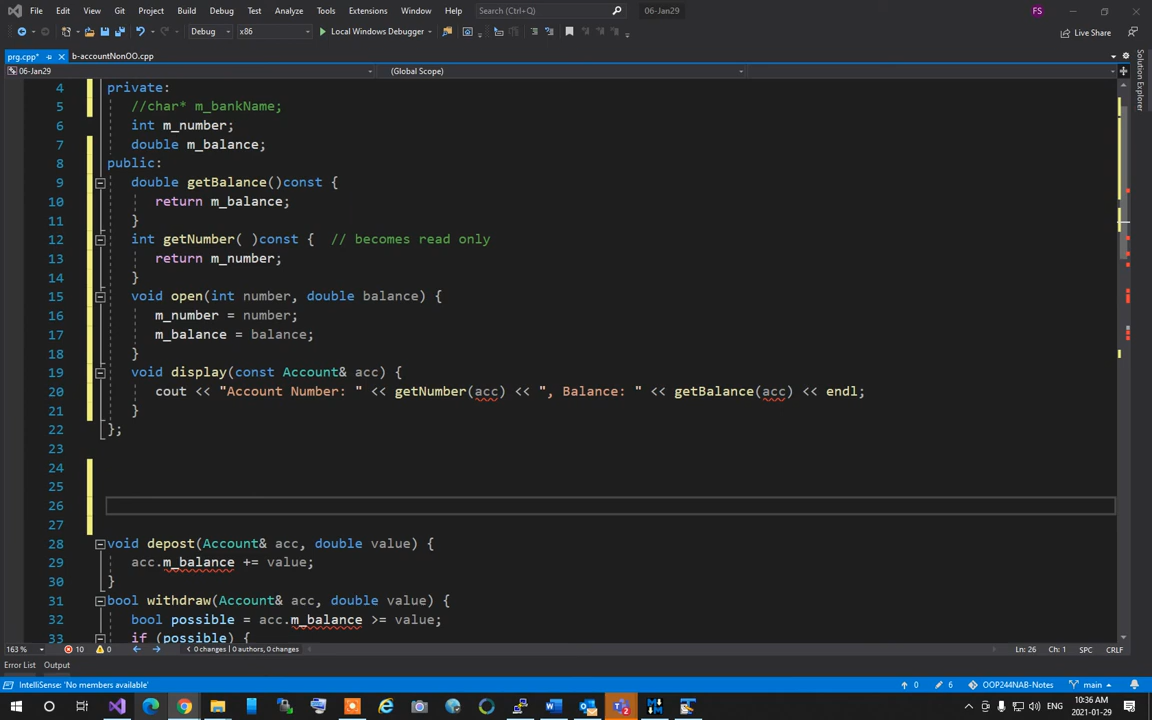 File Edit View Git Project Build Debug Test Analyze Tools Extensions Window Help Search (Ctrl+Q) 06-Jan29 FS
Debug x86 Local Windows Debugger Live Share
prg.cpp* b-accountNonOO.cpp
06-Jan29 (Global Scope)
Solution Explorer
4 private:
5 //char* m_bankName;
6 int m_number;
7 double m_balance;
8 public:
9 double getBalance()const {
10 return m_balance;
11 }
12 int getNumber( )const { // becomes read only
13 return m_number;
14 }
15 void open(int number, double balance) {
16 m_number = number;
17 m_balance = balance;
18 }
19 void display(const Account& acc) {
20 cout << "Account Number: " << getNumber(acc) << ", Balance: " << getBalance(acc) << endl;
21 }
22 };
23
24
25
26
27
28 void depost(Account& acc, double value) {
29 acc.m_balance += value;
30 }
31 bool withdraw(Account& acc, double value) {
32 bool possible = acc.m_balance >= value;
33 if (possible) {
163 % 10 0 0 changes | 0 authors, 0 changes Ln: 26 Ch: 1 SPC CRLF
Error List Output
IntelliSense: 'No members available' 0 6 OOP244NAB-Notes main
ENG 10:36 AM 2021-01-29